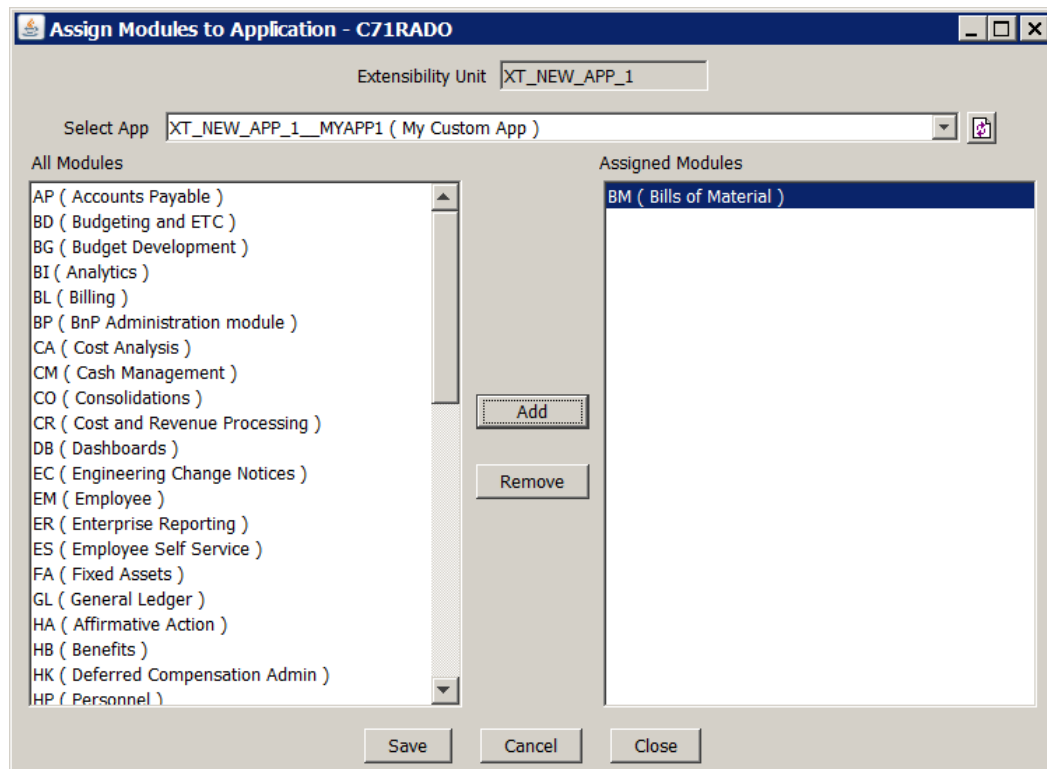 Assign Modules to Application - C71RADO
Extensibility Unit XT_NEW_APP_1
Select App XT_NEW_APP_1__MYAPP1 ( My Custom App )
All Modules
AP ( Accounts Payable )
BD ( Budgeting and ETC )
BG ( Budget Development )
BI ( Analytics )
BL ( Billing )
BP ( BnP Administration module )
CA ( Cost Analysis )
CM ( Cash Management )
CO ( Consolidations )
CR ( Cost and Revenue Processing )
DB ( Dashboards )
EC ( Engineering Change Notices )
EM ( Employee )
ER ( Enterprise Reporting )
ES ( Employee Self Service )
FA ( Fixed Assets )
GL ( General Ledger )
HA ( Affirmative Action )
HB ( Benefits )
HK ( Deferred Compensation Admin )
HP ( Personnel )
Add
Remove
Assigned Modules
BM ( Bills of Material )
Save Cancel Close